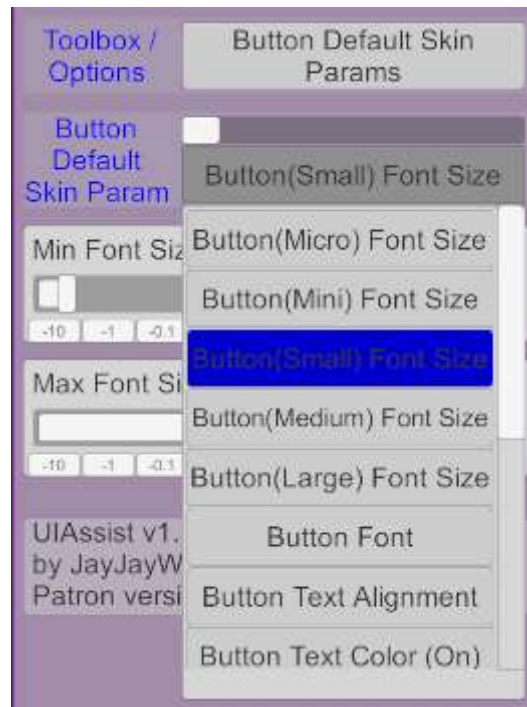 Toolbox /
Options
Button Default Skin
Params
Button
Default
Skin Param
Button(Small) Font Size
Min Font Siz
Button(Micro) Font Size
Button(Mini) Font Size
-10 -1 -0.1
Button(Small) Font Size
Max Font Si
Button(Medium) Font Size
-10 -1 -0.1
Button(Large) Font Size
UIAssist v1.
by JayJayW
Patron versi
Button Font
Button Text Alignment
Button Text Color (On)